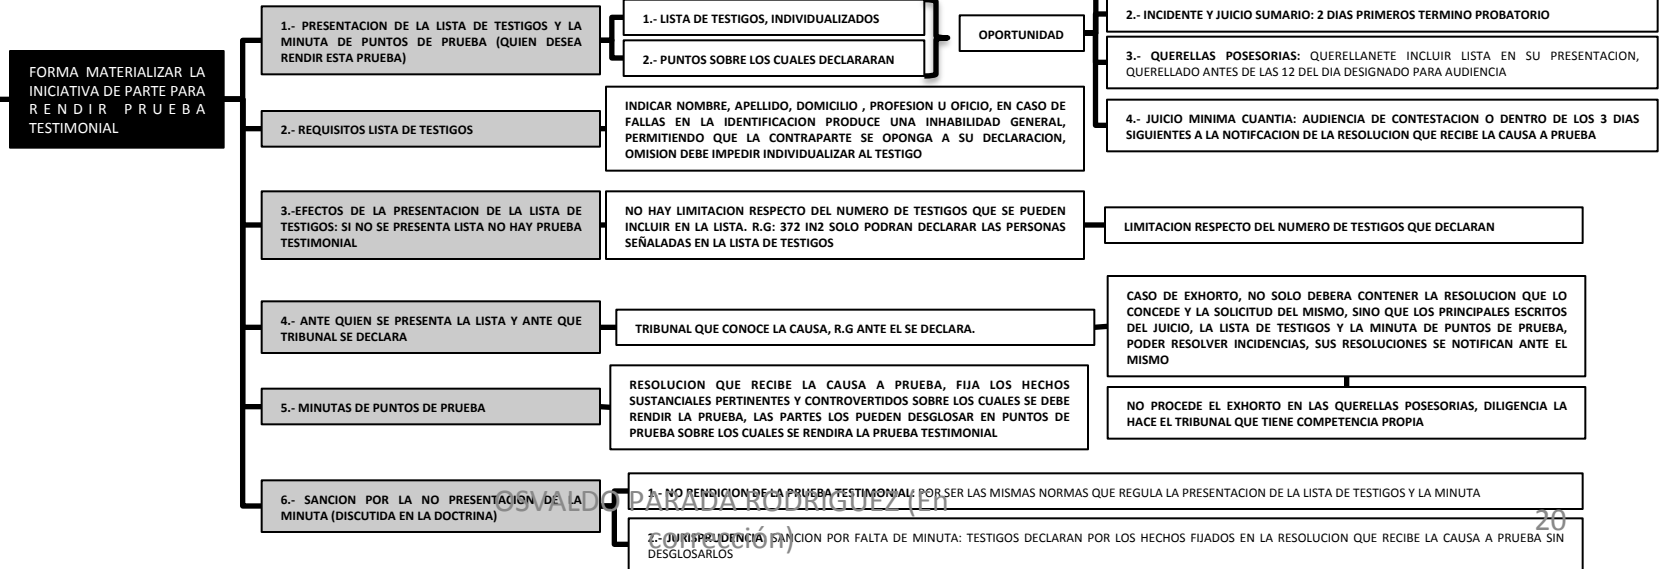 FORMA MATERIALIZAR LA
INICIATIVA DE PARTE PARA
RENDIR PRUEBA
TESTIMONIAL
1.- PRESENTACION DE LA LISTA DE TESTIGOS Y LA
MINUTA DE PUNTOS DE PRUEBA (QUIEN DESEA
RENDIR ESTA PRUEBA)
1.- LISTA DE TESTIGOS, INDIVIDUALIZADOS
2.- PUNTOS SOBRE LOS CUALES DECLARARAN
OPORTUNIDAD
2.- INCIDENTE Y JUICIO SUMARIO: 2 DIAS PRIMEROS TERMINO PROBATORIO
3.- QUERELLAS POSESORIAS: QUERELLANETE INCLUIR LISTA EN SU PRESENTACION,
QUERELLADO ANTES DE LAS 12 DEL DIA DESIGNADO PARA AUDIENCIA
4.- JUICIO MINIMA CUANTIA: AUDIENCIA DE CONTESTACION O DENTRO DE LOS 3 DIAS
SIGUIENTES A LA NOTIFCACION DE LA RESOLUCION QUE RECIBE LA CAUSA A PRUEBA
2.- REQUISITOS LISTA DE TESTIGOS
INDICAR NOMBRE, APELLIDO, DOMICILIO , PROFESION U OFICIO, EN CASO DE
FALLAS EN LA IDENTIFICACION PRODUCE UNA INHABILIDAD GENERAL,
PERMITIENDO QUE LA CONTRAPARTE SE OPONGA A SU DECLARACION,
OMISION DEBE IMPEDIR INDIVIDUALIZAR AL TESTIGO
3.-EFECTOS DE LA PRESENTACION DE LA LISTA DE
TESTIGOS: SI NO SE PRESENTA LISTA NO HAY PRUEBA
TESTIMONIAL
NO HAY LIMITACION RESPECTO DEL NUMERO DE TESTIGOS QUE SE PUEDEN
INCLUIR EN LA LISTA. R.G: 372 IN2 SOLO PODRAN DECLARAR LAS PERSONAS
SEÑALADAS EN LA LISTA DE TESTIGOS
LIMITACION RESPECTO DEL NUMERO DE TESTIGOS QUE DECLARAN
4.- ANTE QUIEN SE PRESENTA LA LISTA Y ANTE QUE
TRIBUNAL SE DECLARA
TRIBUNAL QUE CONOCE LA CAUSA, R.G ANTE EL SE DECLARA.
CASO DE EXHORTO, NO SOLO DEBERA CONTENER LA RESOLUCION QUE LO
CONCEDE Y LA SOLICITUD DEL MISMO, SINO QUE LOS PRINCIPALES ESCRITOS
DEL JUICIO, LA LISTA DE TESTIGOS Y LA MINUTA DE PUNTOS DE PRUEBA,
PODER RESOLVER INCIDENCIAS, SUS RESOLUCIONES SE NOTIFICAN ANTE EL
MISMO
NO PROCEDE EL EXHORTO EN LAS QUERELLAS POSESORIAS, DILIGENCIA LA
HACE EL TRIBUNAL QUE TIENE COMPETENCIA PROPIA
5.- MINUTAS DE PUNTOS DE PRUEBA
RESOLUCION QUE RECIBE LA CAUSA A PRUEBA, FIJA LOS HECHOS
SUSTANCIALES PERTINENTES Y CONTROVERTIDOS SOBRE LOS CUALES SE DEBE
RENDIR LA PRUEBA, LAS PARTES LOS PUEDEN DESGLOSAR EN PUNTOS DE
PRUEBA SOBRE LOS CUALES SE RENDIRA LA PRUEBA TESTIMONIAL
6.- SANCION POR LA NO PRESENTACION DE LA
MINUTA (DISCUTIDA EN LA DOCTRINA)
1.- NO RENDICION DE LA PRUEBA TESTIMONIAL: POR SER LAS MISMAS NORMAS QUE REGULA LA PRESENTACION DE LA LISTA DE TESTIGOS Y LA MINUTA
2.- JURISPRUDENCIA: SANCION POR FALTA DE MINUTA: TESTIGOS DECLARAN POR LOS HECHOS FIJADOS EN LA RESOLUCION QUE RECIBE LA CAUSA A PRUEBA SIN
DESGLOSARLOS
OSVALDO PARADA RODRIGUEZ (En
corrección)
20